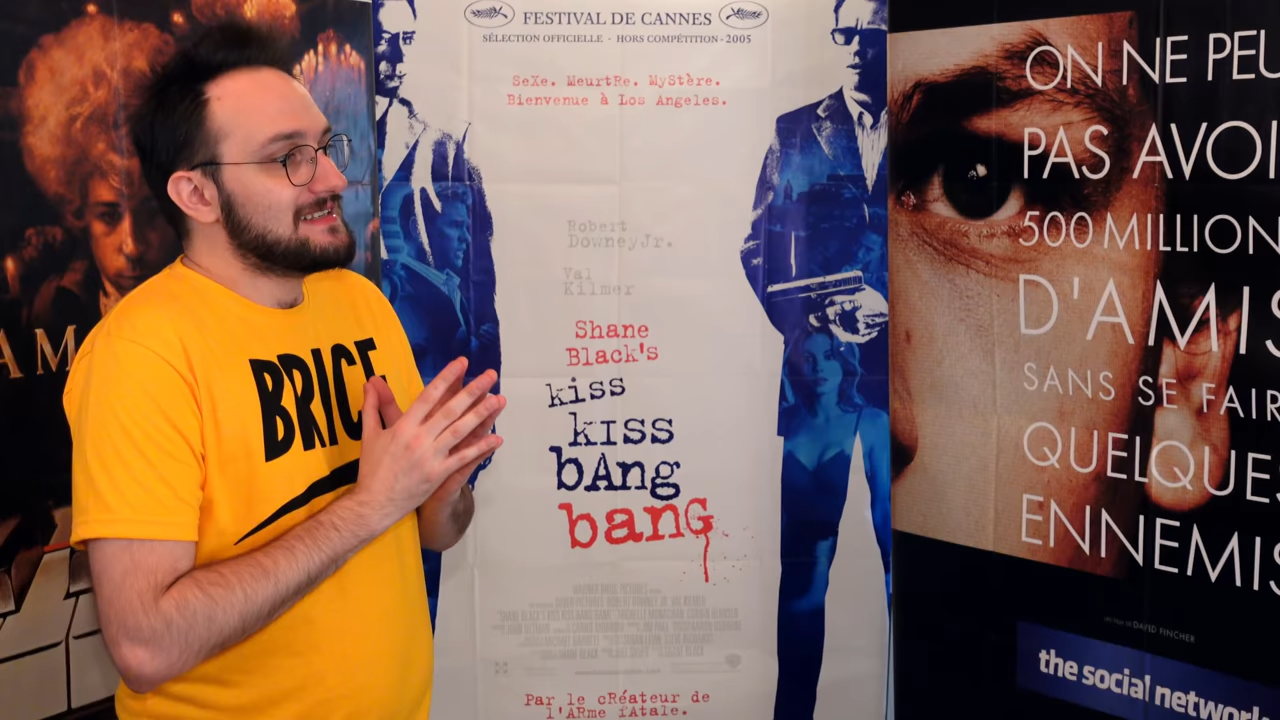 AM
BRICE
FESTIVAL DE CANNES
SÉLECTION OFFICIELLE - HORS COMPÉTITION - 2005
SeXe. MeurtRe. MyStère.
Bienvenue à Los Angeles.
Robert
DowneyJr.
Val
Kilmer
Shane
Black's
kiss
kiss
bAng
banG
Par le cRéateur de
l'ARme fAtale.
ON NE PEU
PAS AVOI
500 MILLION
D'AMIS
SANS SE FAIR
QUELQUES
ENNEMIS
UN FILM DE DAVID FINCHER
the social network